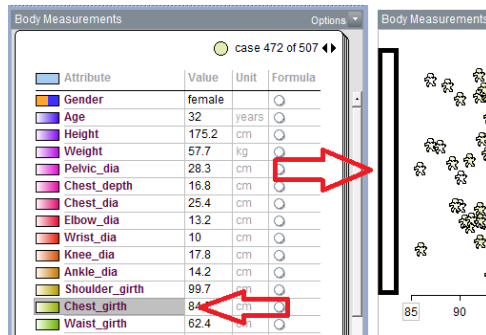 Body Measurements Options
case 472 of 507
Attribute Value Unit Formula
Gender female
Age 32 years
Height 175.2 cm
Weight 57.7 kg
Pelvic_dia 28.3 cm
Chest_depth 16.8 cm
Chest_dia 25.4 cm
Elbow_dia 13.2 cm
Wrist_dia 10 cm
Knee_dia 17.8 cm
Ankle_dia 14.2 cm
Shoulder_girth 99.7 cm
Chest_girth cm
Waist_girth 62.4 cm
Body Measurements
85 90